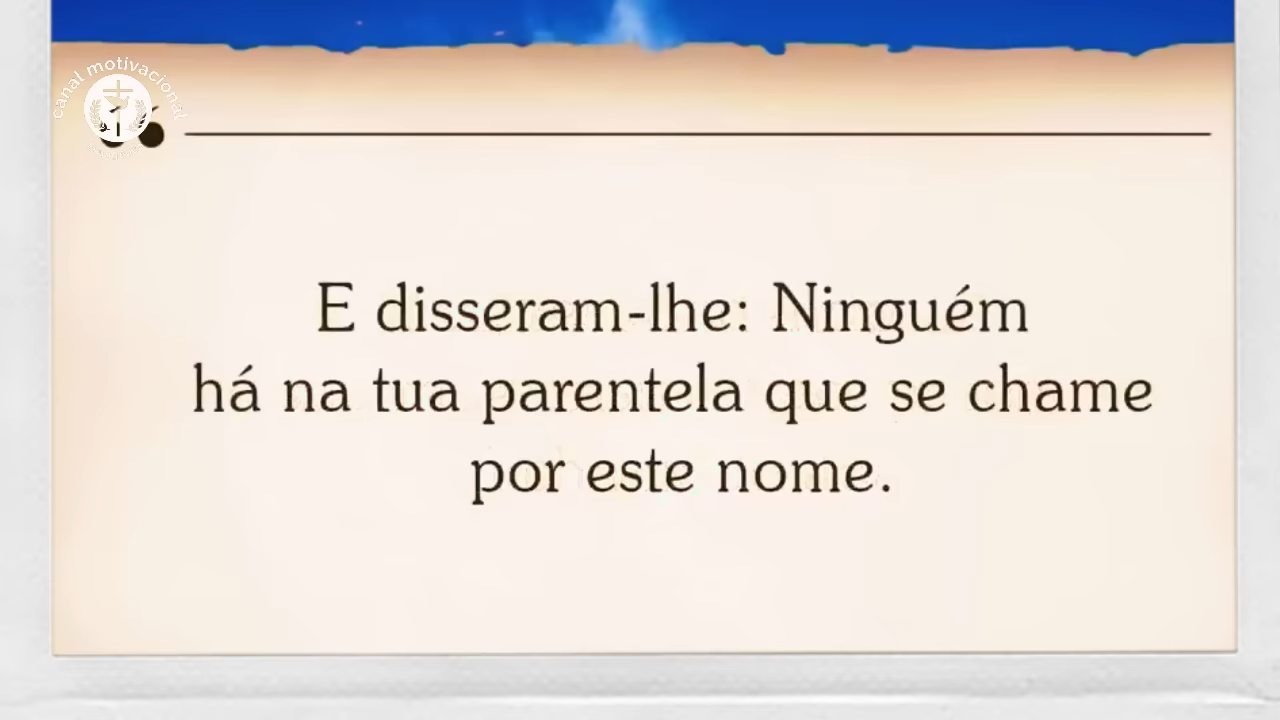 canal motivacional
E disseram-lhe: Ninguém
há na tua parentela que se chame
por este nome.